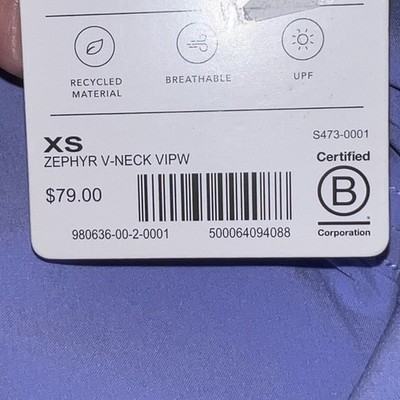 RECYCLED MATERIAL
BREATHABLE
UPF
XS
S473-0001
ZEPHYR V-NECK VIPW
$79.00
980636-00-2-0001
500064094088
Certified
B
Corporation